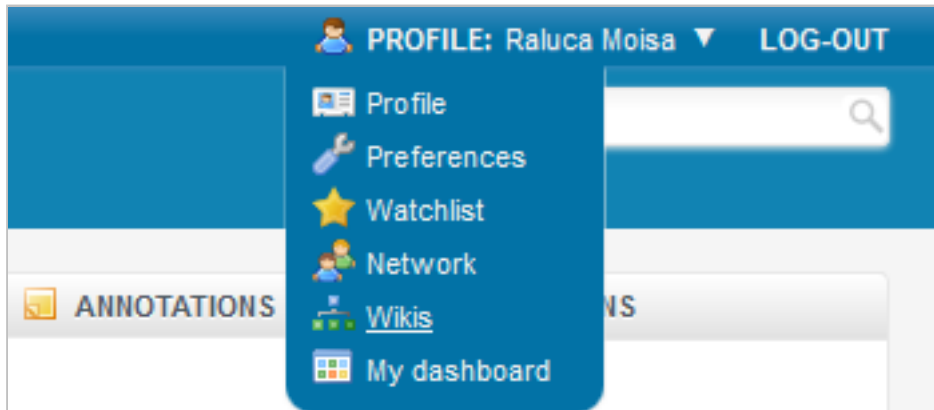 PROFILE: Raluca Moisa ▼ LOG-OUT
Profile
Preferences
Watchlist
Network
ANNOTATIONS
Wikis
NS
My dashboard